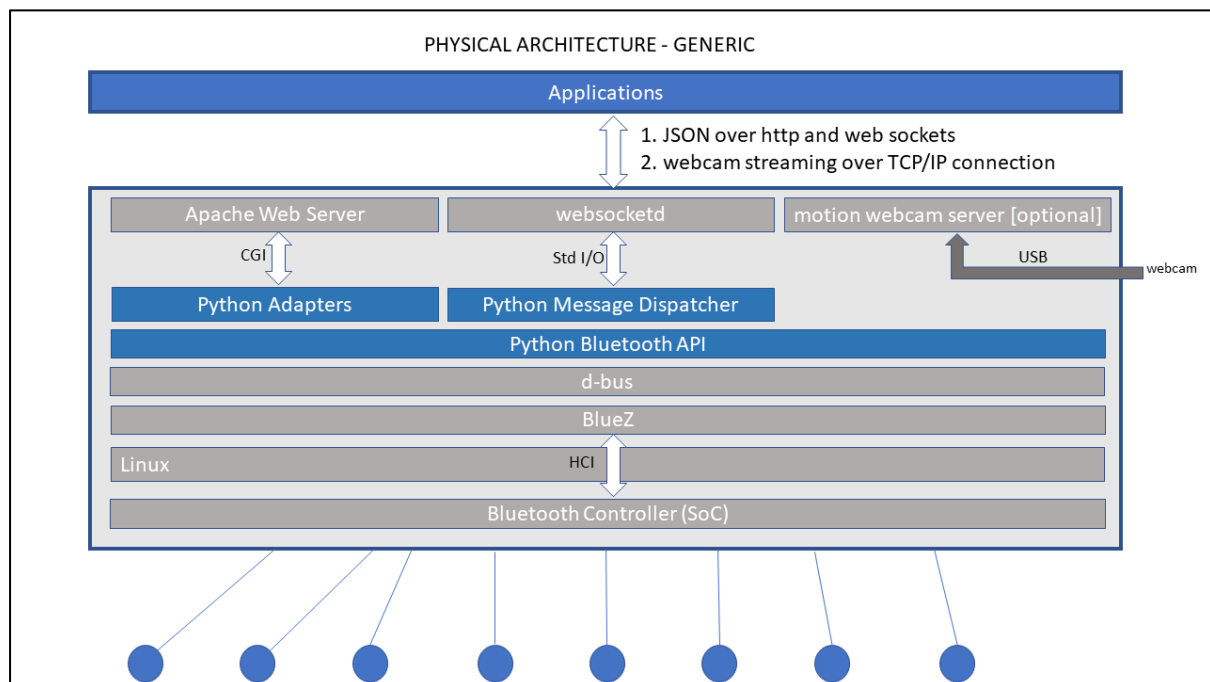 PHYSICAL ARCHITECTURE - GENERIC
Applications
1. JSON over http and web sockets
2. webcam streaming over TCP/IP connection
Apache Web Server
websocketd
motion webcam server [optional]
CGI
Std I/O
USB
webcam
Python Adapters
Python Message Dispatcher
Python Bluetooth API
d-bus
BlueZ
Linux
HCI
Bluetooth Controller (SoC)